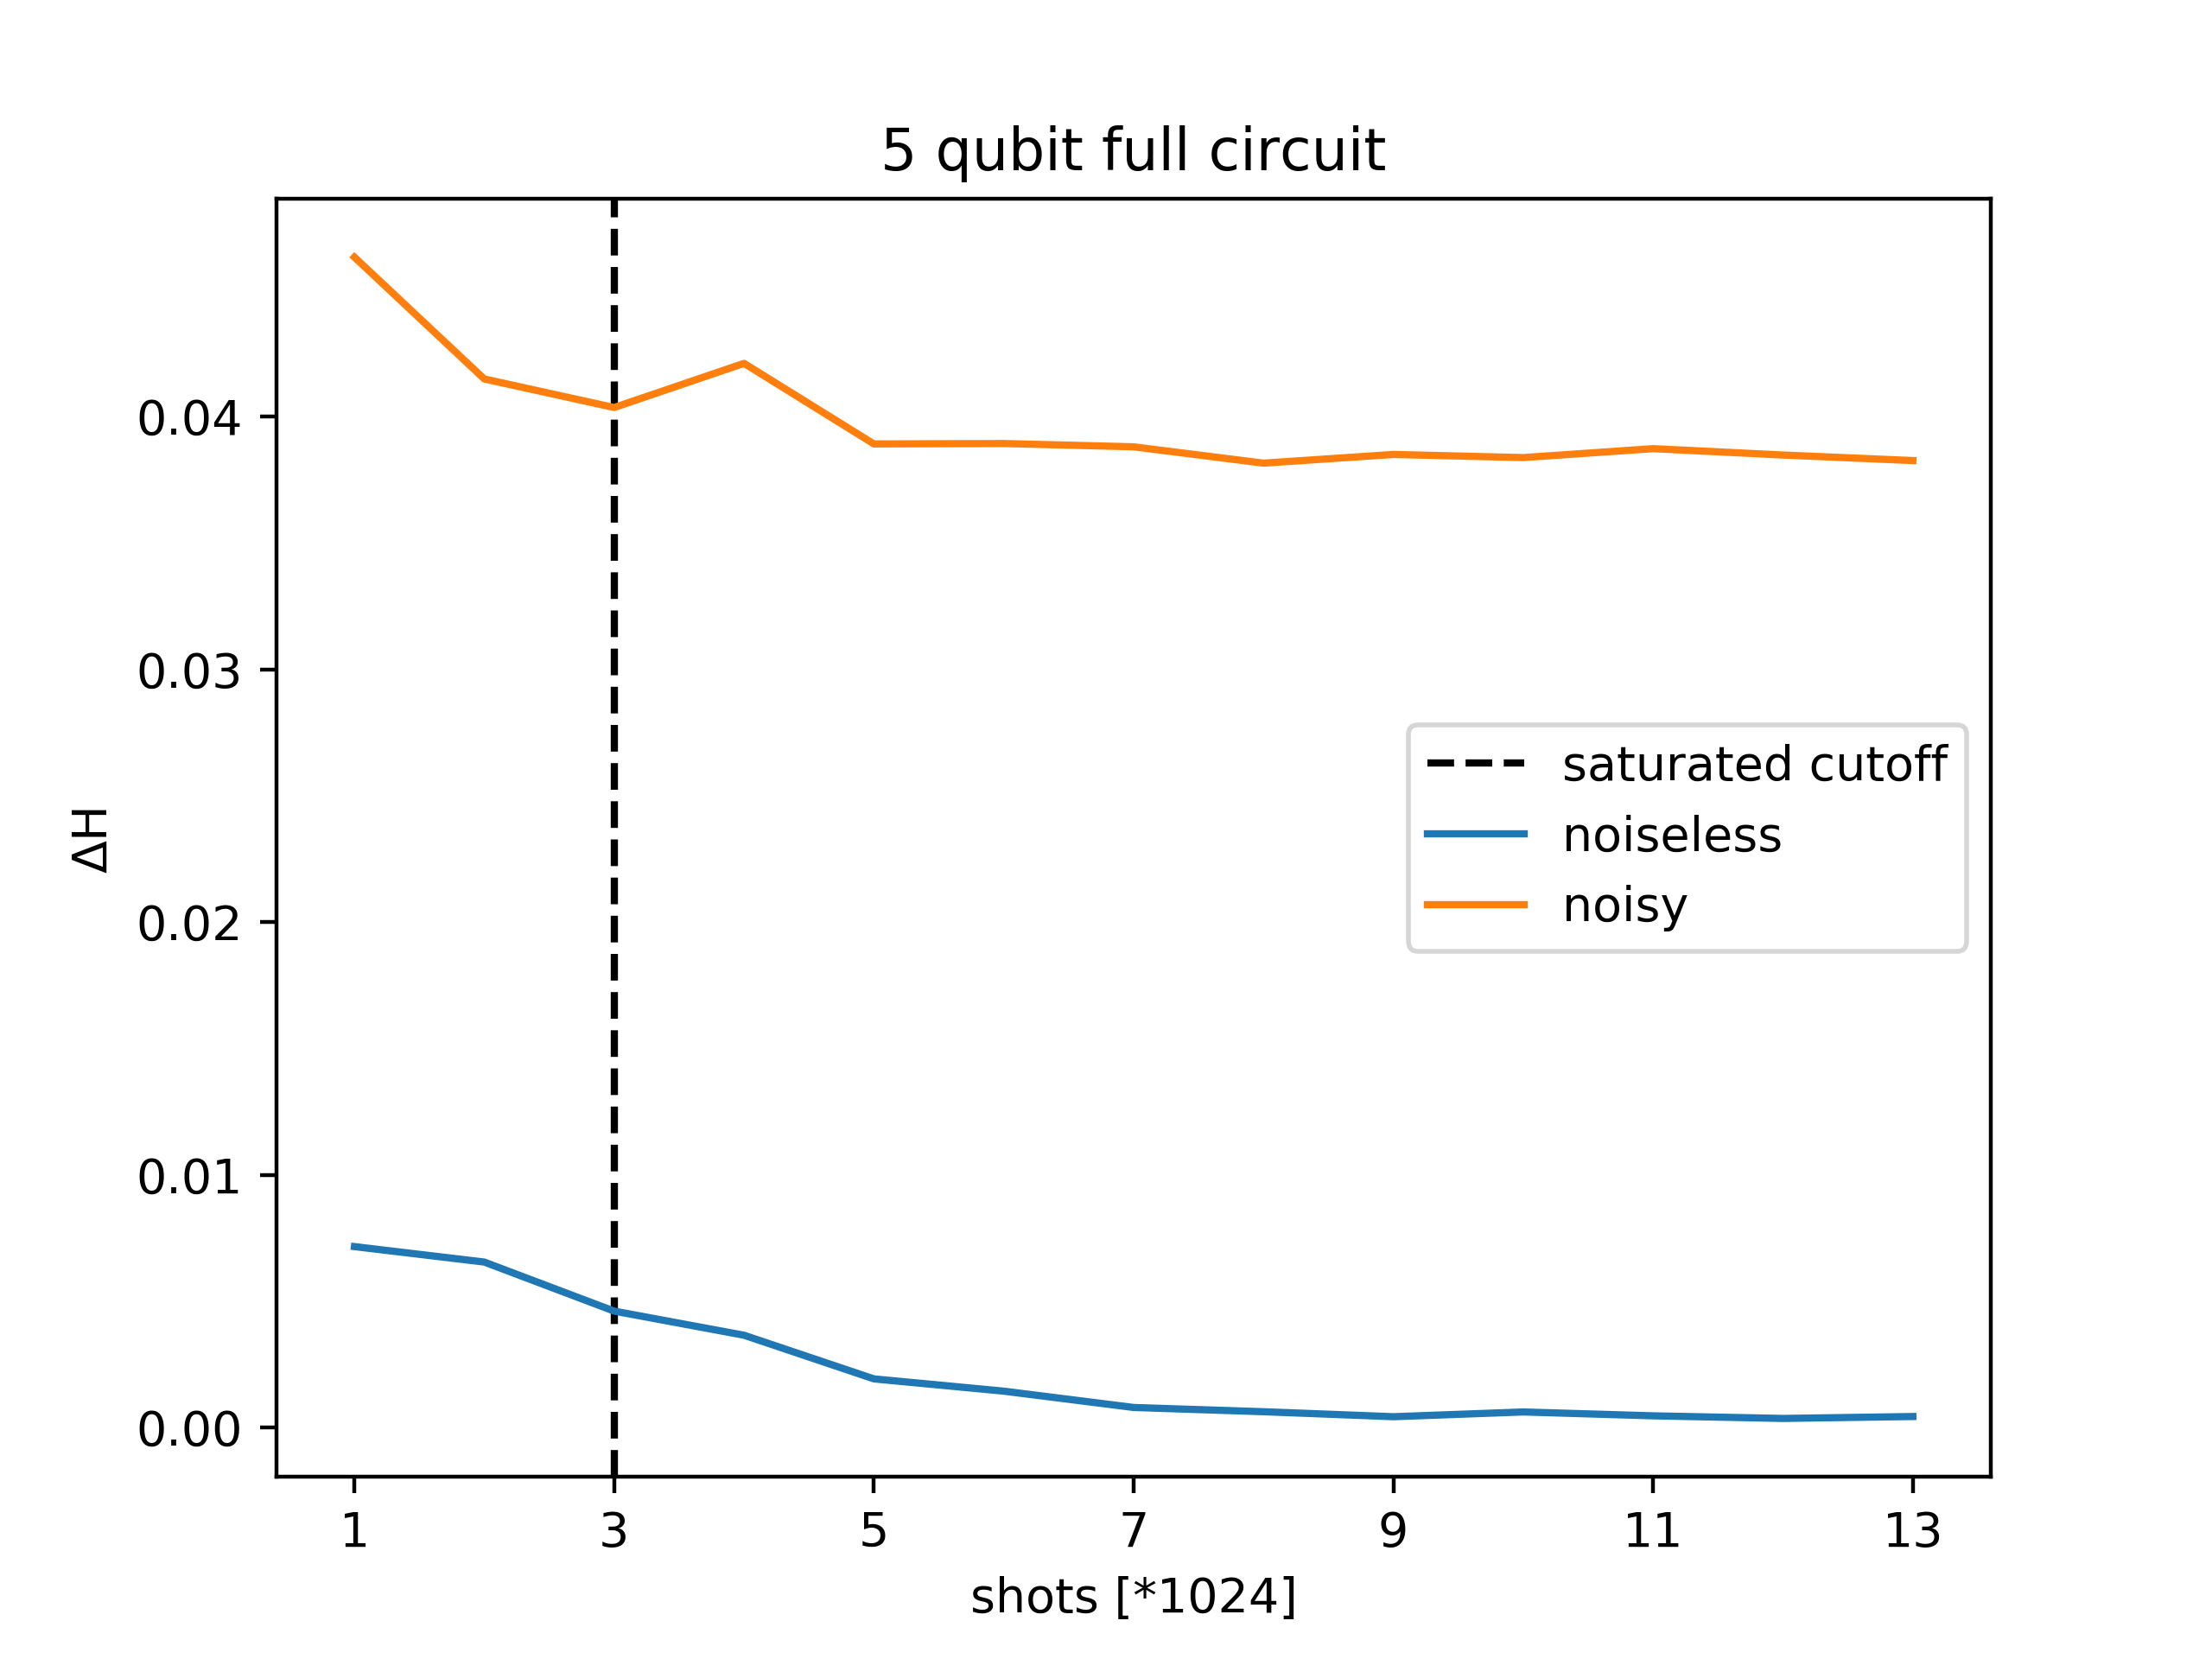 5 qubit full circuit
0.04
0.03
0.02
0.01
0.00
ΔH
saturated cutoff
noiseless
noisy
1 3 5 7 9 11 13
shots [*1024]